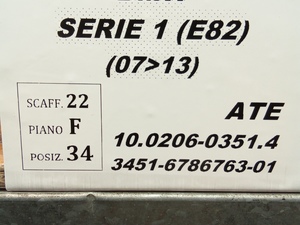 SERIE 1 (E82)
(07>13)
SCAFF. 22
PIANO F
POSIZ. 34
ATE
10.0206-0351.4
3451-6786763-01